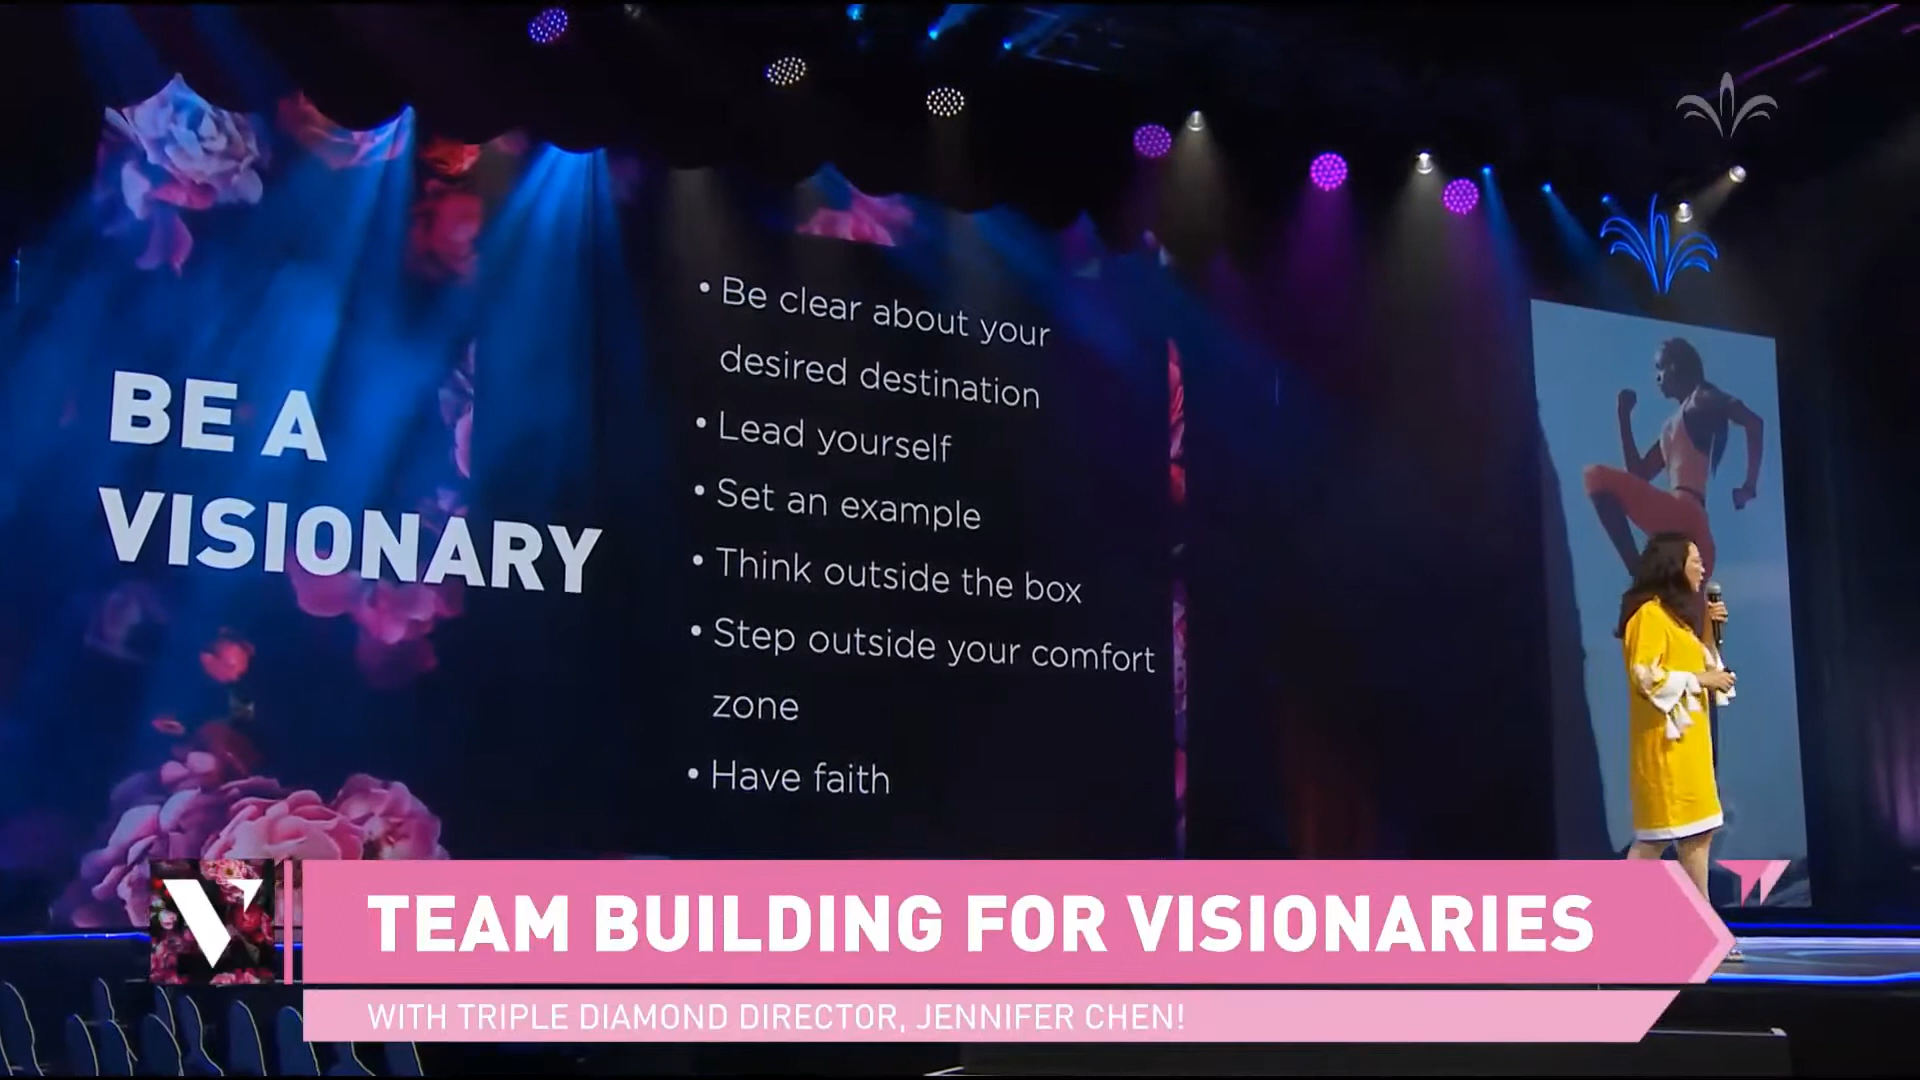 BE A
VISIONARY
• Be clear about your
desired destination
• Lead yourself
• Set an example
• Think outside the box
• Step outside your comfort
zone
• Have faith
V
TEAM BUILDING FOR VISIONARIES
WITH TRIPLE DIAMOND DIRECTOR, JENNIFER CHEN!